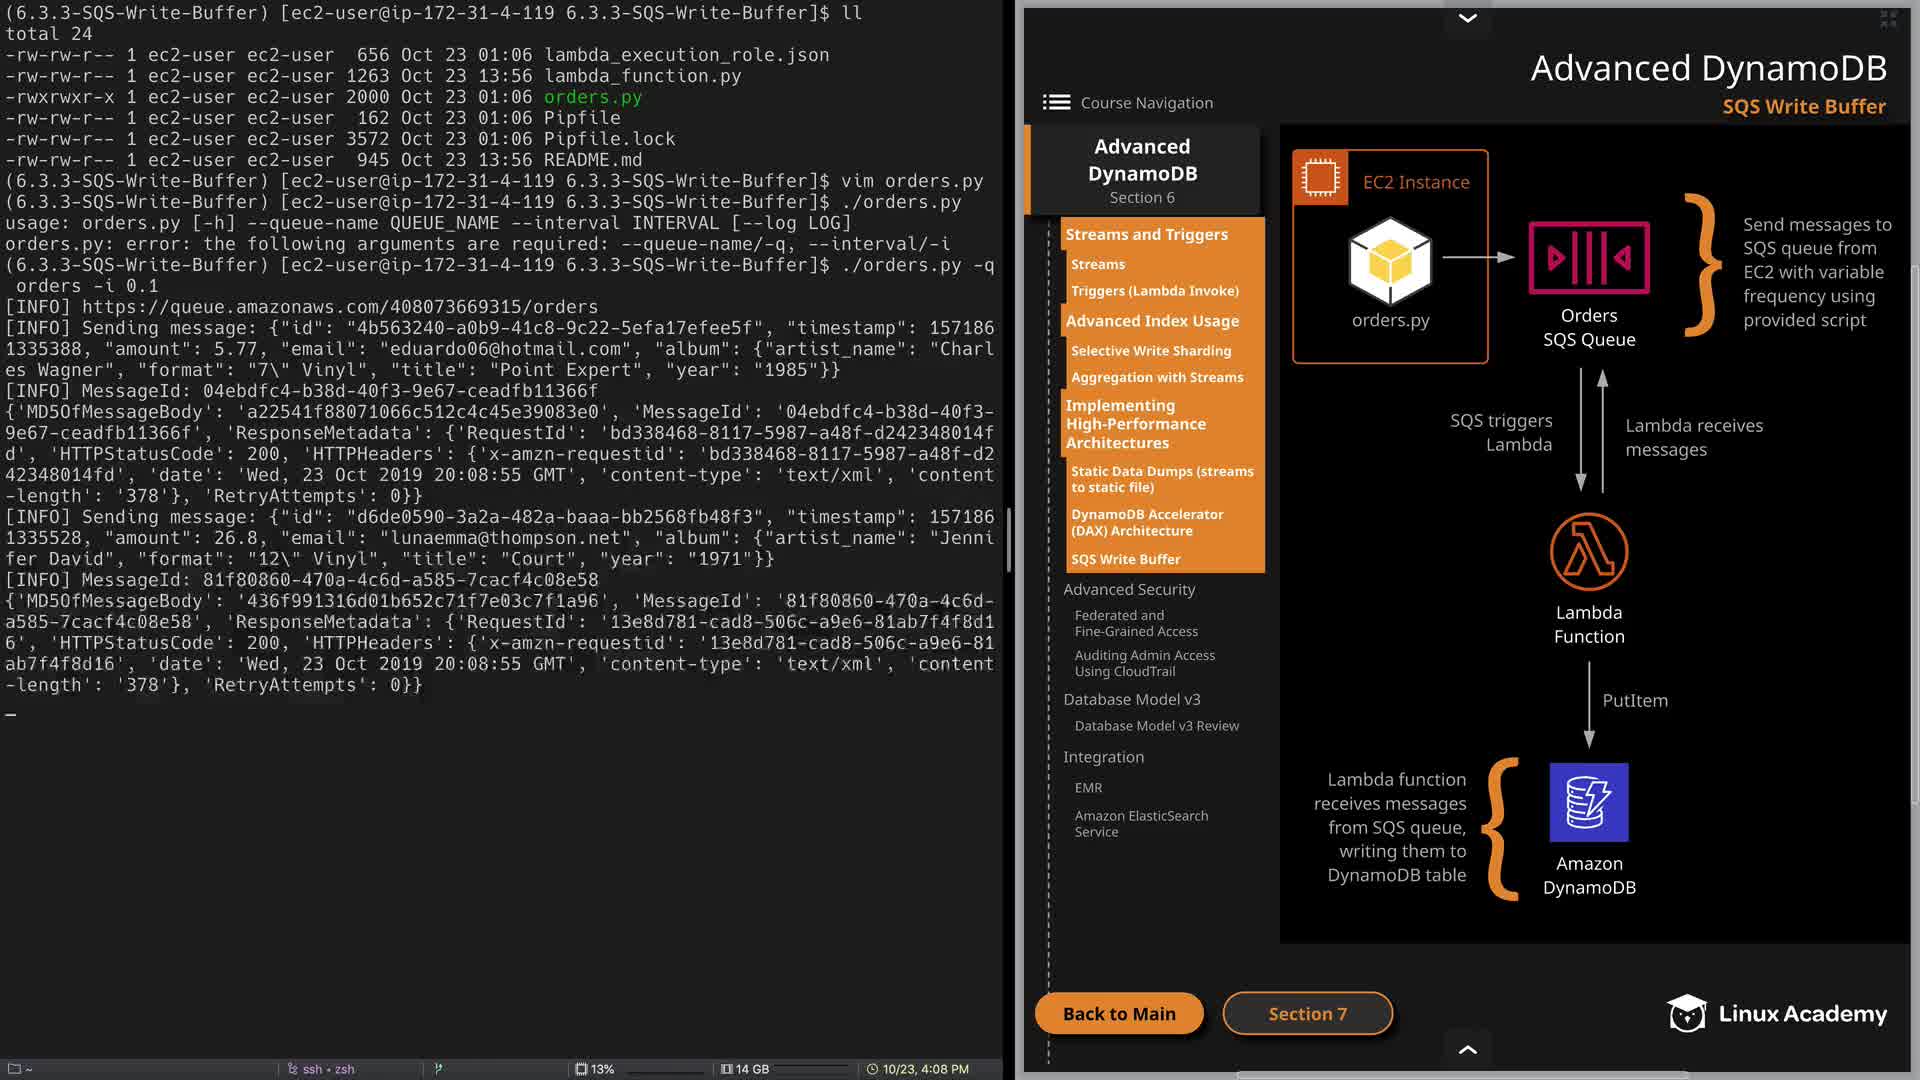 (6.3.3-SQS-Write-Buffer) [ec2-user@ip-172-31-4-119 6.3.3-SQS-Write-Buffer]$ ll
total 24
-rw-rw-r-- 1 ec2-user ec2-user  656 Oct 23 01:06 lambda_execution_role.json
-rw-rw-r-- 1 ec2-user ec2-user 1263 Oct 23 13:56 lambda_function.py
-rwxrwxr-x 1 ec2-user ec2-user 2000 Oct 23 01:06 orders.py
-rw-rw-r-- 1 ec2-user ec2-user  162 Oct 23 01:06 Pipfile
-rw-rw-r-- 1 ec2-user ec2-user 3572 Oct 23 01:06 Pipfile.lock
-rw-rw-r-- 1 ec2-user ec2-user  945 Oct 23 13:56 README.md
(6.3.3-SQS-Write-Buffer) [ec2-user@ip-172-31-4-119 6.3.3-SQS-Write-Buffer]$ vim orders.py
(6.3.3-SQS-Write-Buffer) [ec2-user@ip-172-31-4-119 6.3.3-SQS-Write-Buffer]$ ./orders.py
usage: orders.py [-h] --queue-name QUEUE_NAME --interval INTERVAL [--log LOG]
orders.py: error: the following arguments are required: --queue-name/-q, --interval/-i
(6.3.3-SQS-Write-Buffer) [ec2-user@ip-172-31-4-119 6.3.3-SQS-Write-Buffer]$ ./orders.py -q
 orders -i 0.1
[INFO] https://queue.amazonaws.com/408073669315/orders
[INFO] Sending message: {"id": "4b563240-a0b9-41c8-9c22-5efa17efee5f", "timestamp": 157186
1335388, "amount": 5.77, "email": "eduardo06@hotmail.com", "album": {"artist_name": "Charl
es Wagner", "format": "7\" Vinyl", "title": "Point Expert", "year": "1985"}}
[INFO] MessageId: 04ebdfc4-b38d-40f3-9e67-ceadfb11366f
{'MD5OfMessageBody': 'a22541f88071066c512c4c45e39083e0', 'MessageId': '04ebdfc4-b38d-40f3-
9e67-ceadfb11366f', 'ResponseMetadata': {'RequestId': 'bd338468-8117-5987-a48f-d242348014f
d', 'HTTPStatusCode': 200, 'HTTPHeaders': {'x-amzn-requestid': 'bd338468-8117-5987-a48f-d2
42348014fd', 'date': 'Wed, 23 Oct 2019 20:08:55 GMT', 'content-type': 'text/xml', 'content
-length': '378'}, 'RetryAttempts': 0}}
[INFO] Sending message: {"id": "d6de0590-3a2a-482a-baaa-bb2568fb48f3", "timestamp": 157186
1335528, "amount": 26.8, "email": "lunaemma@thompson.net", "album": {"artist_name": "Jenni
fer David", "format": "12\" Vinyl", "title": "Court", "year": "1971"}}
[INFO] MessageId: 81f80860-470a-4c6d-a585-7cacf4c08e58
{'MD5OfMessageBody': '436f991316d01b652c71f7e03c7f1a96', 'MessageId': '81f80860-470a-4c6d-
a585-7cacf4c08e58', 'ResponseMetadata': {'RequestId': '13e8d781-cad8-506c-a9e6-81ab7f4f8d1
6', 'HTTPStatusCode': 200, 'HTTPHeaders': {'x-amzn-requestid': '13e8d781-cad8-506c-a9e6-81
ab7f4f8d16', 'date': 'Wed, 23 Oct 2019 20:08:55 GMT', 'content-type': 'text/xml', 'content
-length': '378'}, 'RetryAttempts': 0}}
~
ssh • zsh
13%
14 GB
10/23, 4:08 PM
Advanced DynamoDB
SQS Write Buffer
Course Navigation
Advanced
DynamoDB
Section 6
Streams and Triggers
Streams
Triggers (Lambda Invoke)
Advanced Index Usage
Selective Write Sharding
Aggregation with Streams
Implementing
High-Performance
Architectures
Static Data Dumps (streams
to static file)
DynamoDB Accelerator
(DAX) Architecture
SQS Write Buffer
Advanced Security
Federated and
Fine-Grained Access
Auditing Admin Access
Using CloudTrail
Database Model v3
Database Model v3 Review
Integration
EMR
Amazon ElasticSearch
Service
EC2 Instance
orders.py
Orders
SQS Queue
Send messages to
SQS queue from
EC2 with variable
frequency using
provided script
SQS triggers
Lambda
Lambda receives
messages
Lambda
Function
PutItem
Lambda function
receives messages
from SQS queue,
writing them to
DynamoDB table
Amazon
DynamoDB
Back to Main
Section 7
Linux Academy